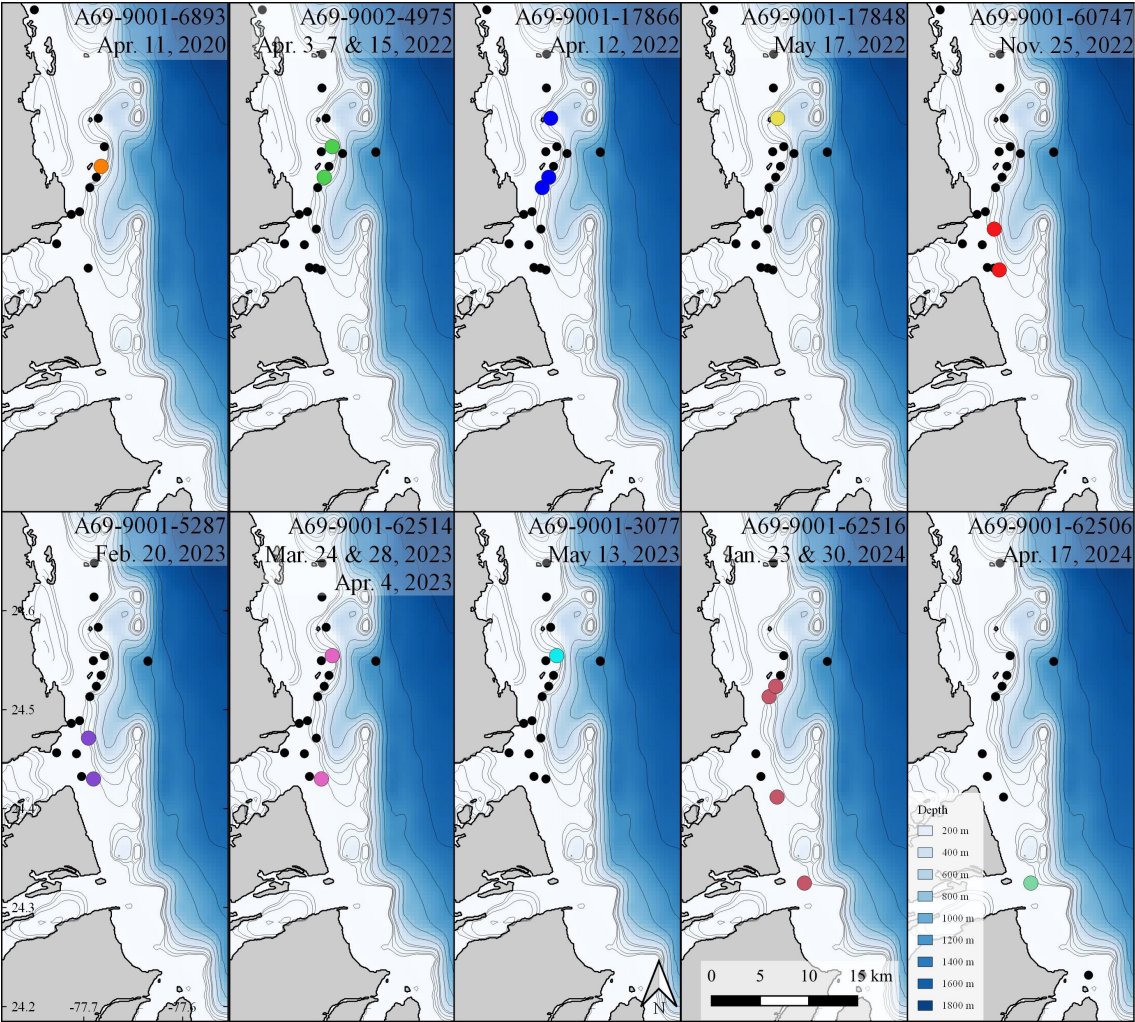 A69-9001-6893
Apr. 11, 2020
A69-9002-4975
Apr. 3–7 & 15, 2022
A69-9001-17866
Apr. 12, 2022
A69-9001-17848
May 17, 2022
A69-9001-60747
Nov. 25, 2022
A69-9001-5287
Feb. 20, 2023
A69-9001-62514
Mar. 24 & 28, 2023
Apr. 4, 2023
A69-9001-3077
May 13, 2023
A69-9001-62516
Jan. 23 & 30, 2024
A69-9001-62506
Apr. 17, 2024
24.6
24.5
24.4
24.3
24.2
-77.7
-77.6
N
0 5 10 15 km
Depth
200 m
400 m
600 m
800 m
1000 m
1200 m
1400 m
1600 m
1800 m